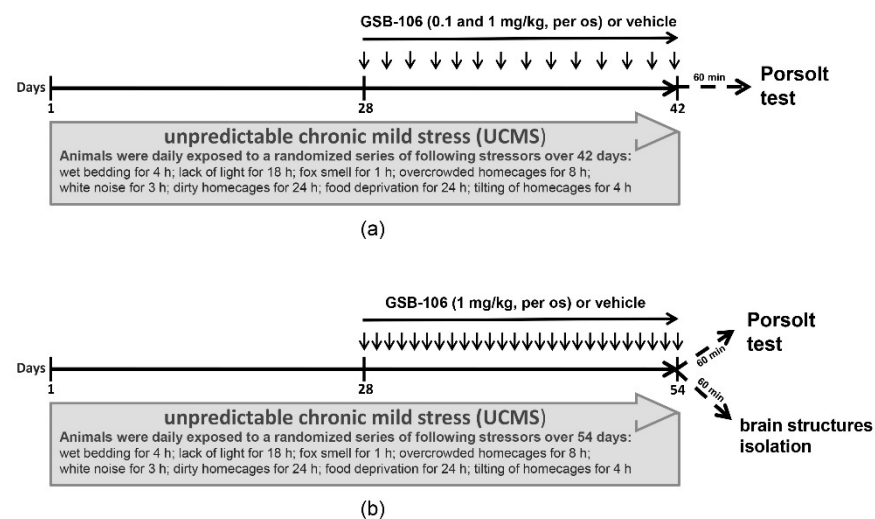 GSB-106 (0.1 and 1 mg/kg, per os) or vehicle
Days
1
28
42
60 min
Porsolt
test
unpredictable chronic mild stress (UCMS)
Animals were daily exposed to a randomized series of following stressors over 42 days:
wet bedding for 4 h; lack of light for 18 h; fox smell for 1 h; overcrowded homecages for 8 h;
white noise for 3 h; dirty homecages for 24 h; food deprivation for 24 h; tilting of homecages for 4 h
(a)
GSB-106 (1 mg/kg, per os) or vehicle
Days
1
28
54
60 min
Porsolt
test
60 min
brain structures
isolation
unpredictable chronic mild stress (UCMS)
Animals were daily exposed to a randomized series of following stressors over 54 days:
wet bedding for 4 h; lack of light for 18 h; fox smell for 1 h; overcrowded homecages for 8 h;
white noise for 3 h; dirty homecages for 24 h; food deprivation for 24 h; tilting of homecages for 4 h
(b)